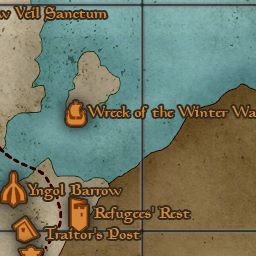 w Veil Sanctum
Wreck of the Winter Wa
Yngol Barrow
Refugees' Rest
Traitor's Post